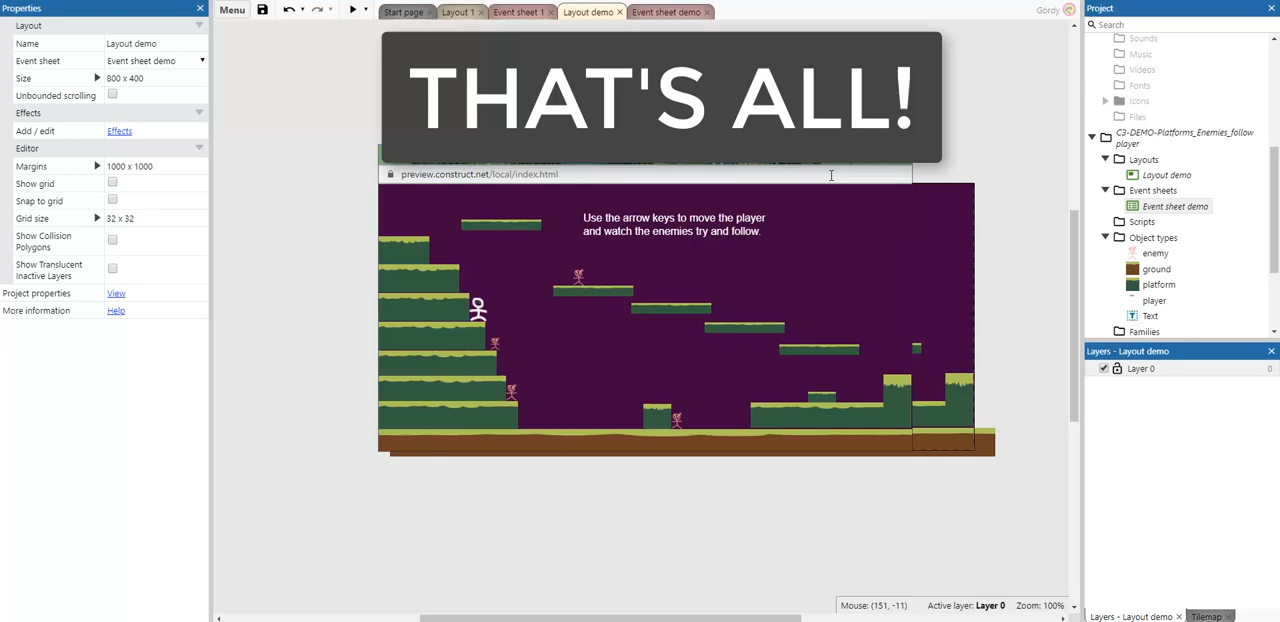 Properties
Menu
Start page
Layout 1
Event sheet 1
Layout demo
Event sheet demo
Gordy
Project
Layout
Name Layout demo
Event sheet Event sheet demo
Size 800 x 400
Unbounded scrolling
Effects
Add / edit Effects
Editor
Margins 1000 x 1000
Show grid
Snap to grid
Grid size 32 x 32
Show Collision
Polygons
Show Translucent
Inactive Layers
Project properties View
More information Help
THAT'S ALL!
preview.construct.net/local/index.html
Use the arrow keys to move the player
and watch the enemies try and follow.
Mouse: (151, -11) Active layer: Layer 0 Zoom: 100%
Search
Sounds
Music
Videos
Fonts
Icons
Files
C3-DEMO-Platforms_Enemies_follow
player
Layouts
Layout demo
Event sheets
Event sheet demo
Scripts
Object types
enemy
ground
platform
player
Text
Families
Layers - Layout demo
Layer 0 0
Layers - Layout demo
Tilemap